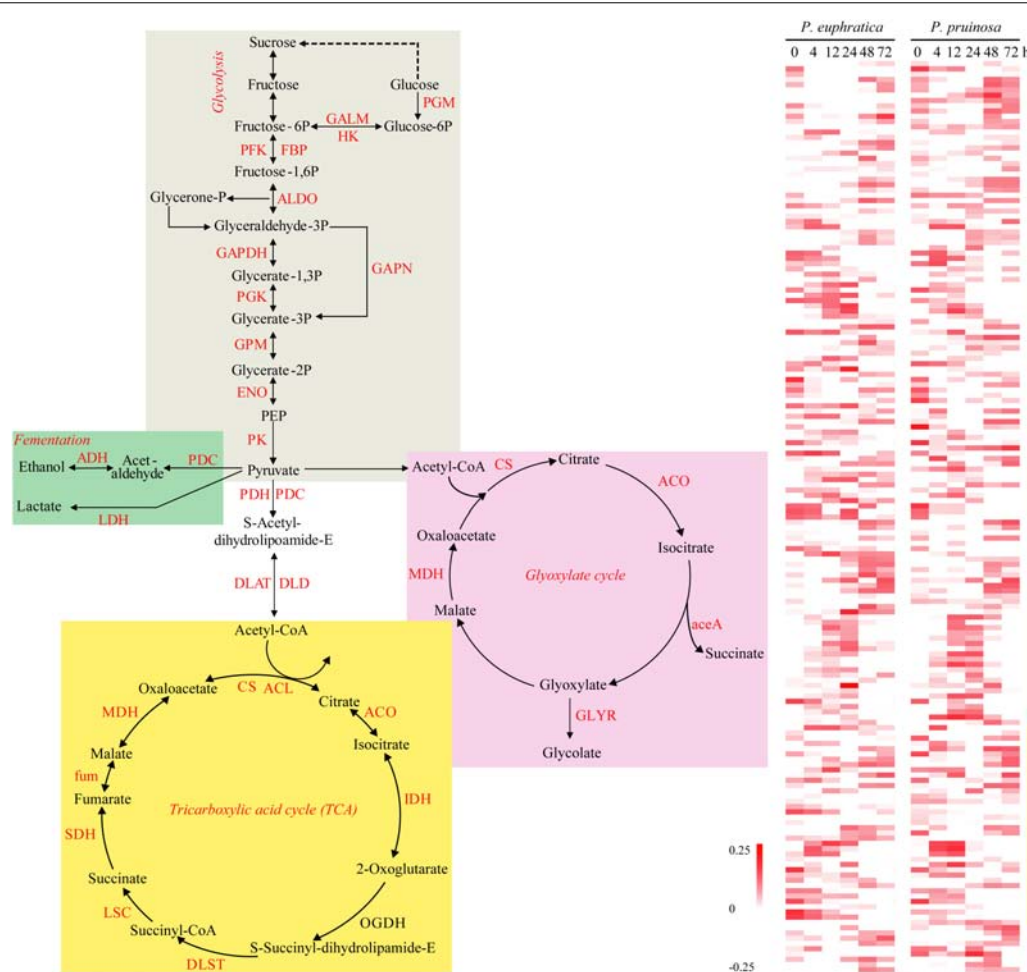 P. euphratica
P. pruinosa
0 4 12 24 48 72
0 4 12 24 48 72 h
Glycolysis
Sucrose
Fructose
Glucose
PGM
Fructose - 6P
GALM
HK
Glucose-6P
PFK
FBP
Fructose -1,6P
Glycerone-P
ALDO
Glyceraldehyde -3P
GAPDH
GAPN
Glycerate -1,3P
PGK
Glycerate -3P
GPM
Glycerate -2P
ENO
PEP
PK
Fementation
Ethanol
ADH
Acet -
aldehyde
PDC
Pyruvate
Lactate
LDH
PDH
PDC
S-Acetyl-
dihydrolipoamide-E
DLAT
DLD
Acetyl-CoA
CS
Citrate
ACO
Oxaloacetate
Isocitrate
MDH
Glyoxylate cycle
Malate
aceA
Succinate
Glyoxylate
GLYR
Glycolate
Acetyl-CoA
Oxaloacetate
CS
ACL
Citrate
MDH
ACO
Isocitrate
Malate
fum
Fumarate
Tricarboxylic acid cycle (TCA)
IDH
SDH
2-Oxoglutarate
Succinate
LSC
OGDH
Succinyl-CoA
S-Succinyl-dihydrolipamide-E
DLST
0.25
0
-0.25